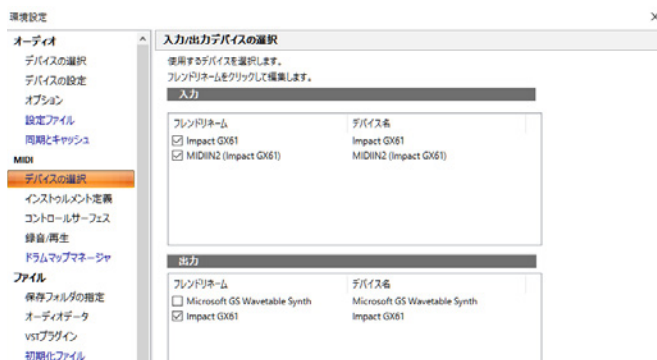 環境設定
オーディオ
デバイスの選択
デバイスの設定
オプション
設定ファイル
同期とキャッシュ
MIDI
デバイスの選択
インストゥルメント定義
コントロールサーフェス
録音/再生
ドラムマップマネージャ
ファイル
保存フォルダの指定
オーディオデータ
VSTプラグイン
初期化ファイル
入力/出力デバイスの選択
使用するデバイスを選択します。
フレンドリネームをクリックして編集します。
入力
フレンドリネーム デバイス名
Impact GX61 Impact GX61
MIDIIN2 (Impact GX61) MIDIIN2 (Impact GX61)
出力
フレンドリネーム デバイス名
Microsoft GS Wavetable Synth Microsoft GS Wavetable Synth
Impact GX61 Impact GX61